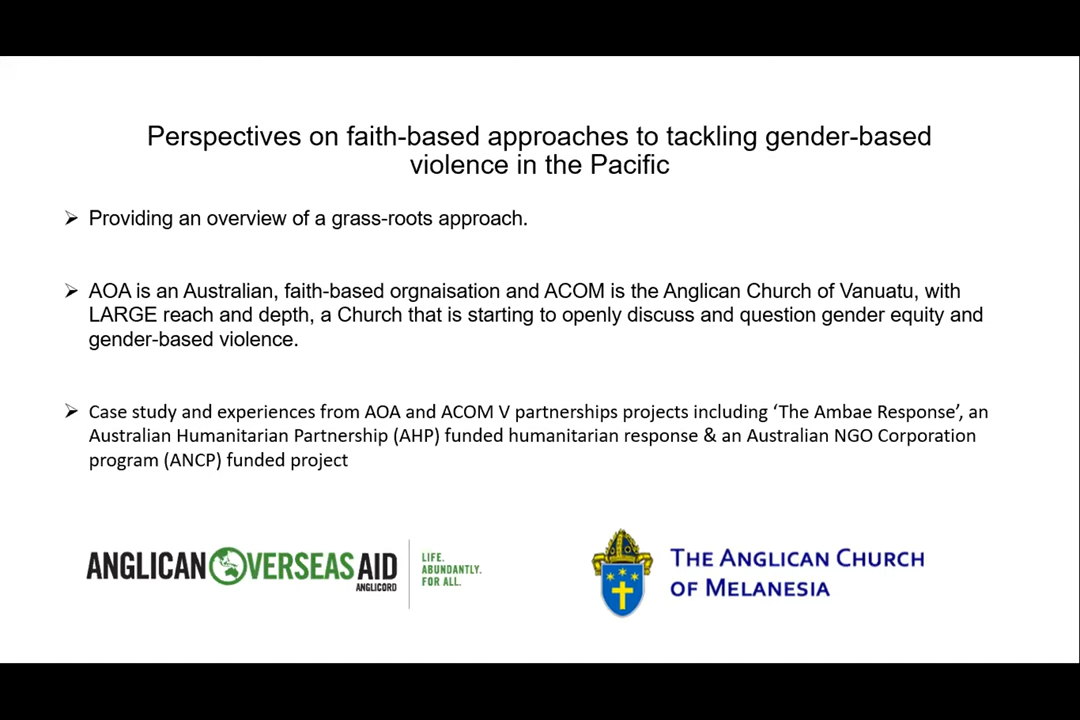 Perspectives on faith-based approaches to tackling gender-based
violence in the Pacific
➢ Providing an overview of a grass-roots approach.
➢ AOA is an Australian, faith-based orgnaisation and ACOM is the Anglican Church of Vanuatu, with
LARGE reach and depth, a Church that is starting to openly discuss and question gender equity and
gender-based violence.
➢ Case study and experiences from AOA and ACOM V partnerships projects including ‘The Ambae Response’, an
Australian Humanitarian Partnership (AHP) funded humanitarian response & an Australian NGO Corporation
program (ANCP) funded project
ANGLICAN OVERSEAS AID
ANGLICORD
LIFE.
ABUNDANTLY.
FOR ALL.
THE ANGLICAN CHURCH
OF MELANESIA